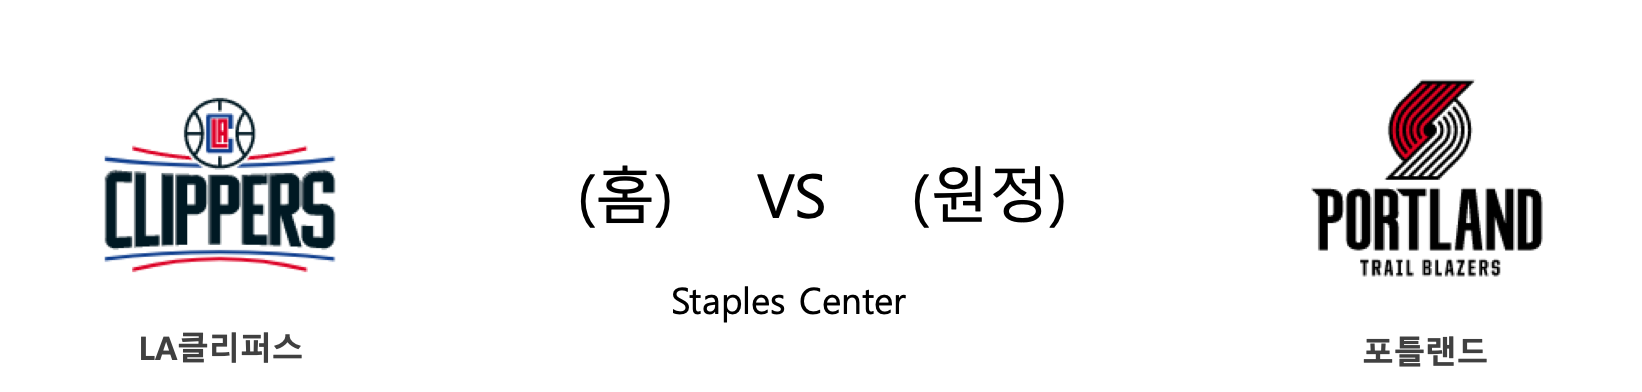 LA
CLIPPERS
LA클리퍼스
(홈) VS (원정)
Staples Center
PORTLAND
TRAIL BLAZERS
포틀랜드